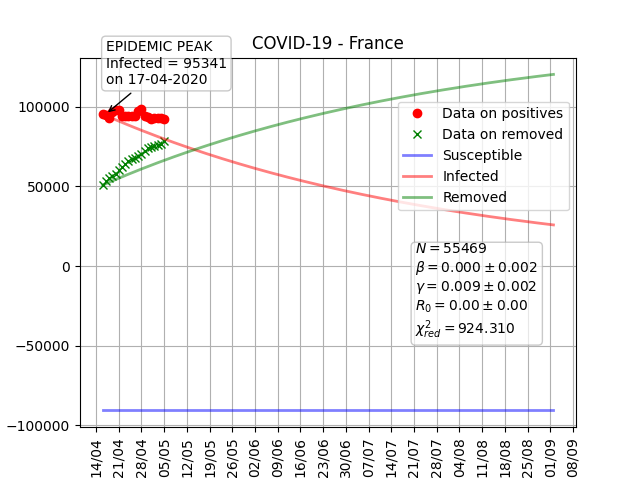 COVID-19 - France
EPIDEMIC PEAK
Infected = 95341
on 17-04-2020
100000
50000
0
−50000
−100000
Data on positives
Data on removed
Susceptible
Infected
Removed
N = 55469
β = 0.000 ± 0.002
γ = 0.009 ± 0.002
R₀ = 0.00 ± 0.00
χ²_red = 924.310
14/04
21/04
28/04
05/05
12/05
19/05
26/05
02/06
09/06
16/06
23/06
30/06
07/07
14/07
21/07
28/07
04/08
11/08
18/08
25/08
01/09
08/09